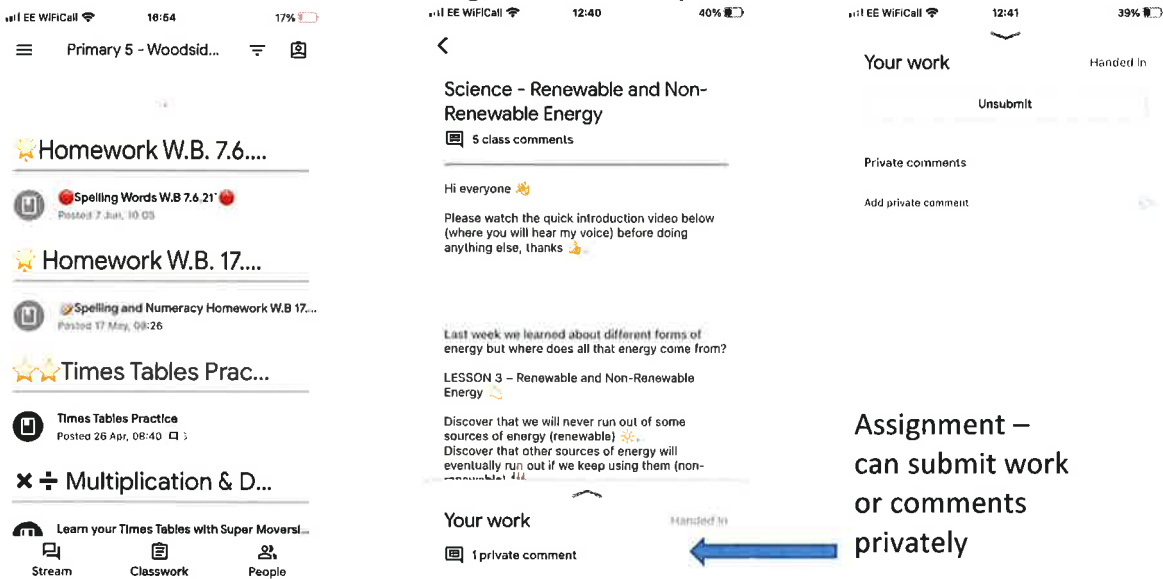 EE WiFiCall 16:54 17%
Primary 5 - Woodsid...
Homework W.B. 7.6....
Spelling Words W.B 7.6.21'
Posted 7 Jun, 10:05
Homework W.B. 17....
Spelling and Numeracy Homework W.B 17....
Posted 17 May, 08:26
Times Tables Prac...
Times Tables Practice
Posted 26 Apr, 08:40
× ÷ Multiplication & D...
Learn your Times Tables with Super Movers!...
Stream Classwork People
EE WiFiCall 12:40 40%
Science - Renewable and Non-
Renewable Energy
5 class comments
Hi everyone
Please watch the quick introduction video below
(where you will hear my voice) before doing
anything else, thanks
Last week we learned about different forms of
energy but where does all that energy come from?
LESSON 3 – Renewable and Non-Renewable
Energy
Discover that we will never run out of some
sources of energy (renewable)
Discover that other sources of energy will
eventually run out if we keep using them (non-
renewable)
Your work Handed in
1 private comment
EE WiFiCall 12:41 39%
Your work Handed in
Unsubmit
Private comments
Add private comment
Assignment –
can submit work
or comments
privately